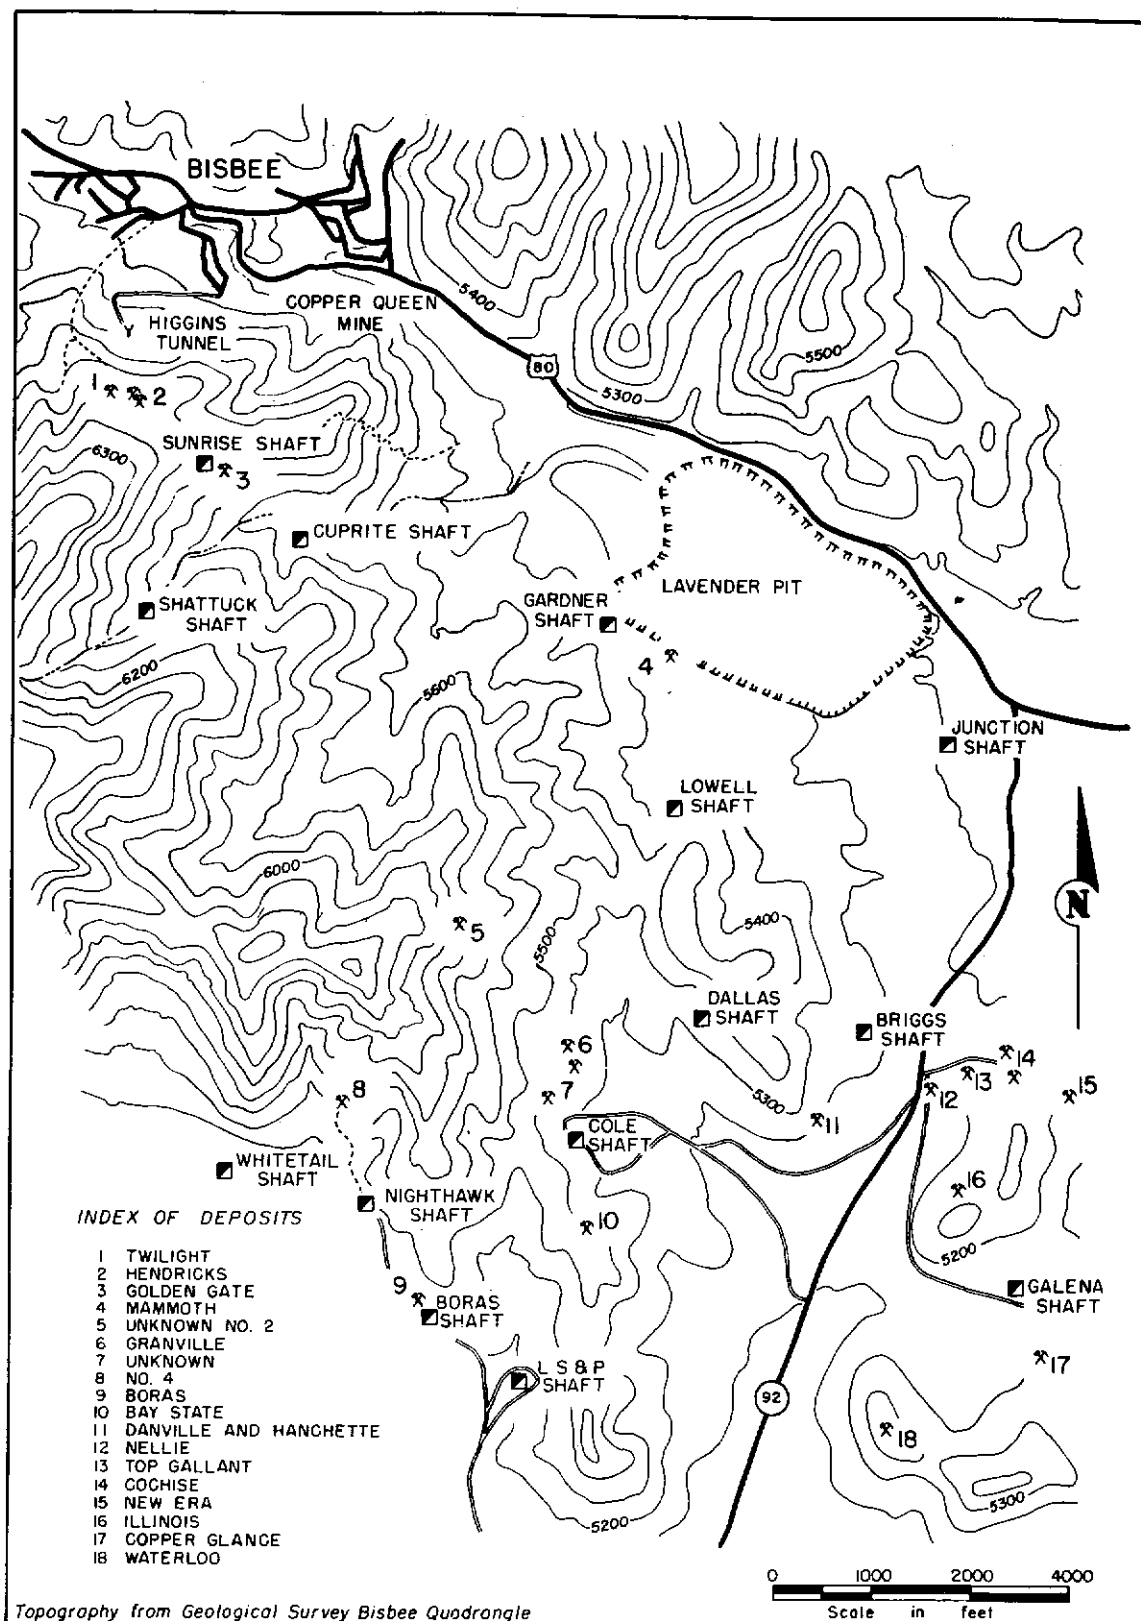 BISBEE
5400
COPPER QUEEN
MINE
HIGGINS
TUNNEL
Y
80
5500
5300
1
2
SUNRISE SHAFT
3
6300
CUPRITE SHAFT
LAVENDER PIT
GARDNER
SHAFT
SHATTUCK
SHAFT
4
6200
5600
JUNCTION
SHAFT
LOWELL
SHAFT
6000
N
5
5400
5500
DALLAS
SHAFT
BRIGGS
SHAFT
6
14
13
7
8
12
15
5300
11
COLE
SHAFT
WHITETAIL
SHAFT
16
NIGHTHAWK
SHAFT
10
5200
GALENA
SHAFT
9
BORAS
SHAFT
17
L S & P
SHAFT
92
18
5300
5200
INDEX OF DEPOSITS
1 TWILIGHT
2 HENDRICKS
3 GOLDEN GATE
4 MAMMOTH
5 UNKNOWN NO. 2
6 GRANVILLE
7 UNKNOWN
8 NO. 4
9 BORAS
10 BAY STATE
11 DANVILLE AND HANCHETTE
12 NELLIE
13 TOP GALLANT
14 COCHISE
15 NEW ERA
16 ILLINOIS
17 COPPER GLANCE
18 WATERLOO
0 1000 2000 4000
Scale in feet
Topography from Geological Survey Bisbee Quadrangle